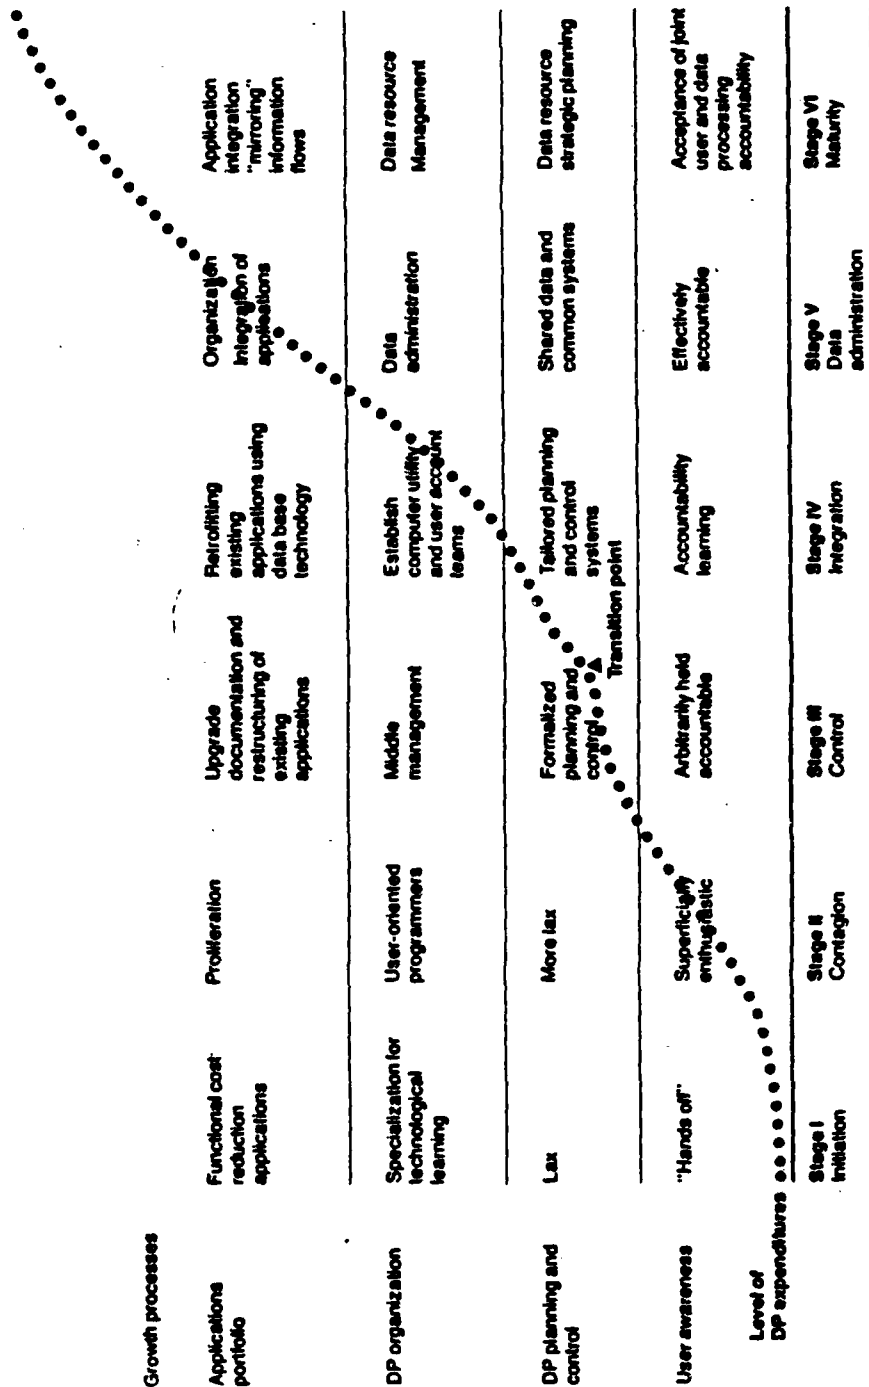 Growth processes
Applications
portfolio
Functional cost
reduction
applications
Proliferation
Upgrade
documentation and
restructuring of
existing
applications
Retrofitting
existing
applications using
data base
technology
Organization
integration of
applications
Application
integration
"mirroring"
information
flows
DP organization
Specialization for
technological
learning
User-oriented
programmers
Middle
management
Establish
computer utility
and user account
teams
Data
administration
Data resource
Management
DP planning and
control
Lax
More lax
Formalized
planning and
control
Transition point
Tailored planning
and control
systems
Shared data and
common systems
Data resource
strategic planning
User awareness
"Hands off"
Superficially
enthusiastic
Arbitrarily held
accountable
Accountability
learning
Effectively
accountable
Acceptance of joint
user and data
processing
accountability
Level of
DP expenditures
Stage I
Initiation
Stage II
Contagion
Stage III
Control
Stage IV
Integration
Stage V
Data
administration
Stage VI
Maturity